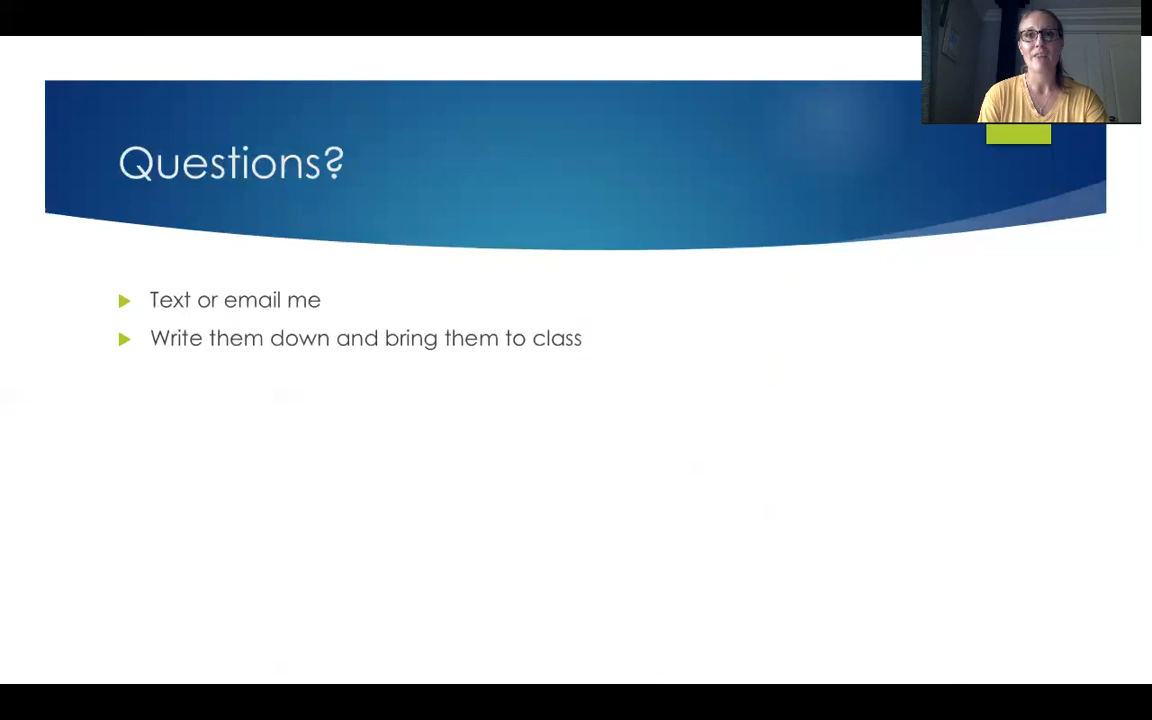 Questions?
Text or email me
Write them down and bring them to class